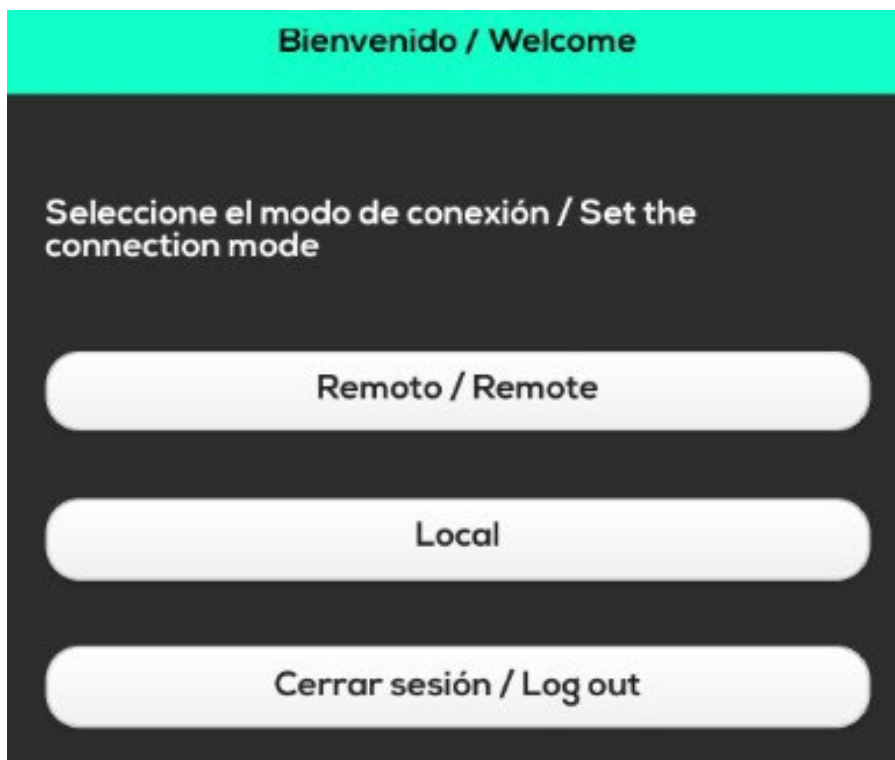 Bienvenido / Welcome
Seleccione el modo de conexión / Set the
connection mode
Remoto / Remote
Local
Cerrar sesión / Log out